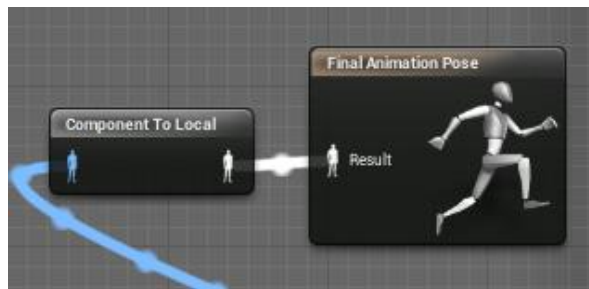 Final Animation Pose
Component To Local
Result